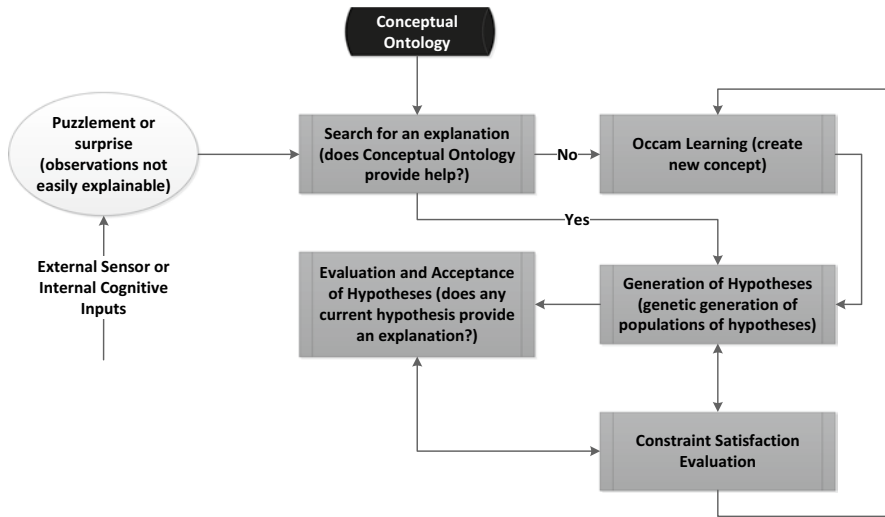 Conceptual
Ontology
Puzzlement or
surprise
(observations not
easily explainable)
Search for an explanation
(does Conceptual Ontology
provide help?)
No
Occam Learning (create
new concept)
Yes
External Sensor or
Internal Cognitive
Inputs
Evaluation and Acceptance
of Hypotheses (does any
current hypothesis provide
an explanation?)
Generation of Hypotheses
(genetic generation of
populations of hypotheses)
Constraint Satisfaction
Evaluation